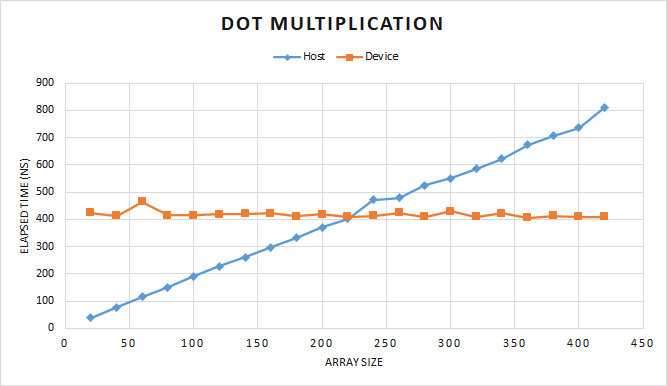 DOT MULTIPLICATION
Host Device
900
800
700
600
500
400
300
200
100
0
ELAPSED TIME (NS)
0 50 100 150 200 250 300 350 400 450
ARRAY SIZE